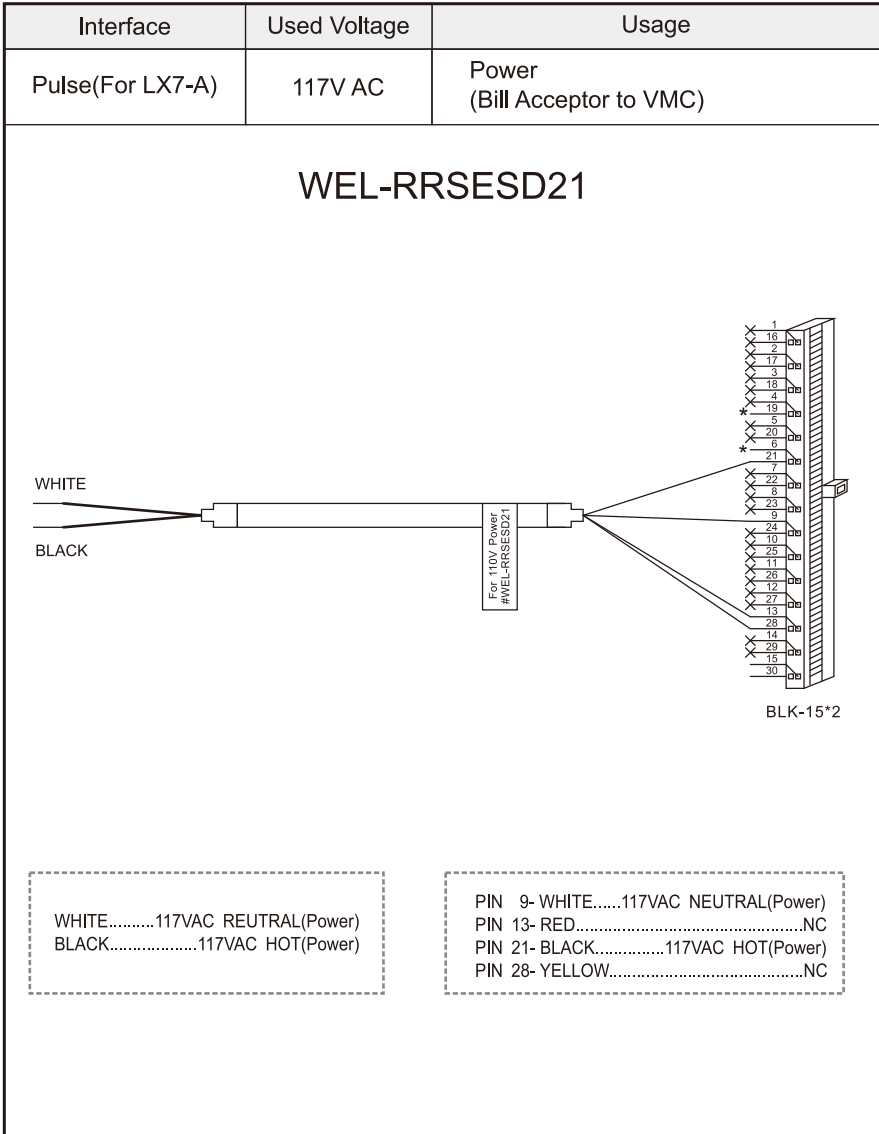 Interface Used Voltage Usage
Pulse(For LX7-A) 117V AC Power
(Bill Acceptor to VMC)
WEL-RRSESD21
1
16
2
17
3
18
4
* 19
5
20
* 6
21
7
22
8
23
9
24
10
25
11
26
12
27
13
28
14
29
15
30
WHITE
BLACK
For 110V Power
#WEL-RRSESD21
BLK-15*2
WHITE.........117VAC REUTRAL(Power)
BLACK..................117VAC HOT(Power)
PIN 9- WHITE......117VAC NEUTRAL(Power)
PIN 13- RED................................................NC
PIN 21- BLACK..............117VAC HOT(Power)
PIN 28- YELLOW.........................................NC